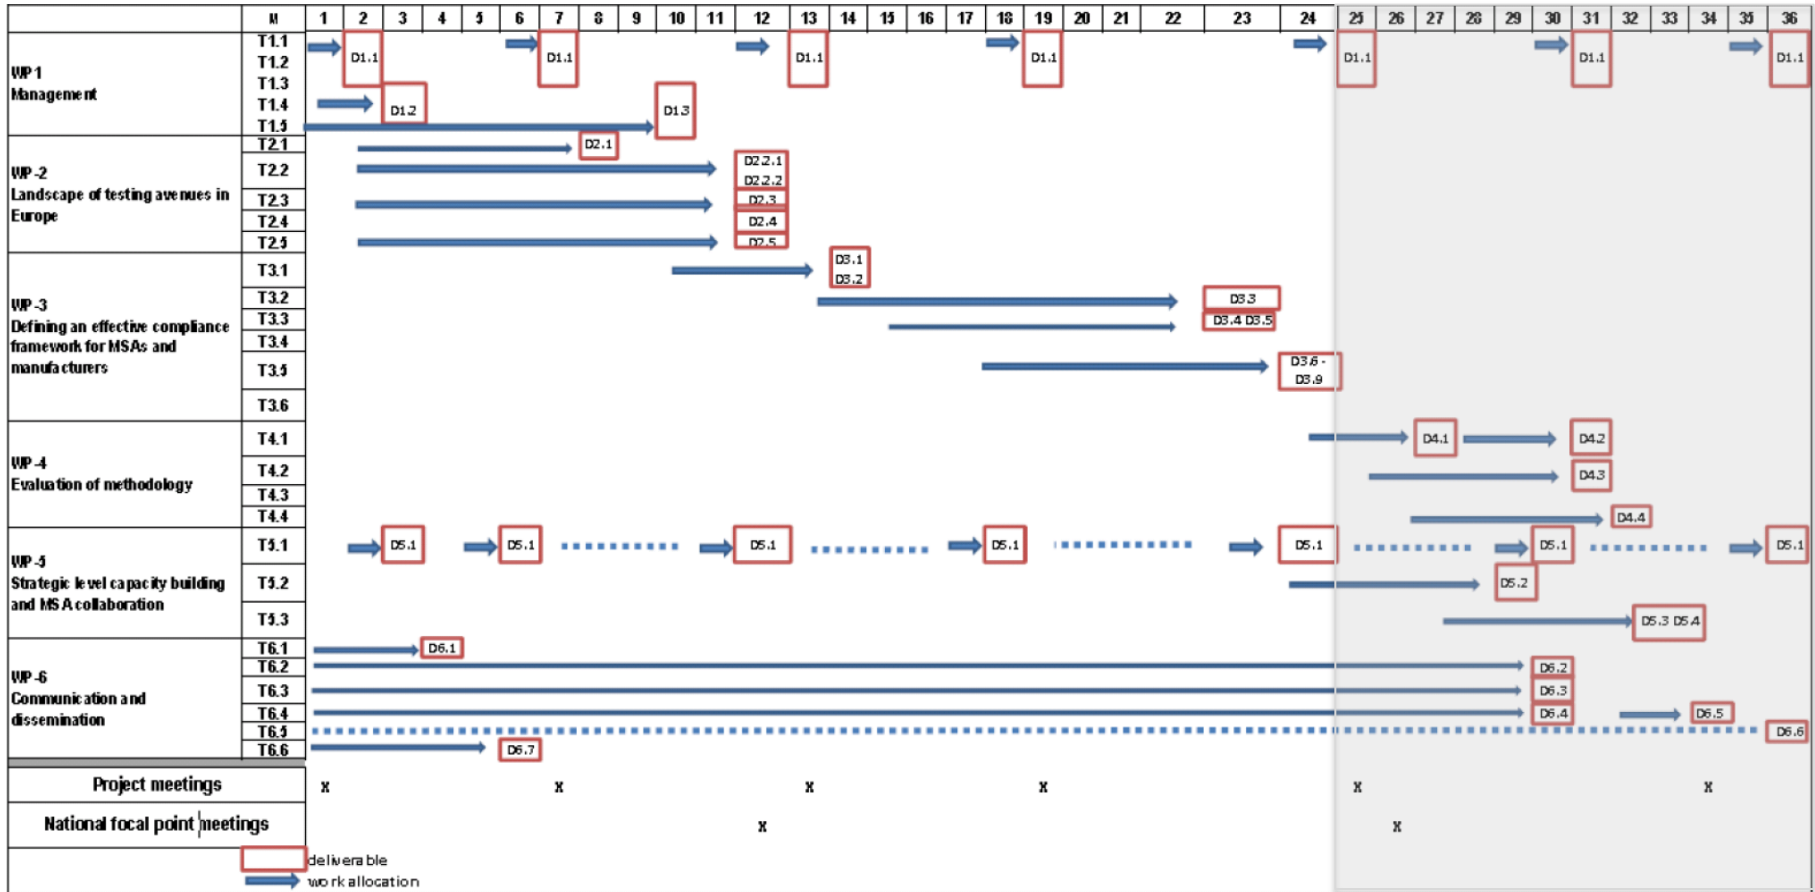 M 1 2 3 4 5 6 7 8 9 10 11 12 13 14 15 16 17 18 19 20 21 22 23 24 25 26 27 28 29 30 31 32 33 34 35 36
WP 1
Management
T1.1
T1.2
T1.3
T1.4
T1.5
D1.1 D1.1 D1.1 D1.1 D1.1 D1.1 D1.1
D1.2 D1.3
WP-2
Landscape of testing avenues in
Europe
T2.1 D2.1
T2.2 D2.2.1
D2.2.2
T2.3 D2.3
T2.4 D2.4
T2.5 D2.5
WP-3
Defining an effective compliance
framework for MSAs and
manufacturers
T3.1 D3.1
D3.2
T3.2 D3.3
T3.3 D3.4 D3.5
T3.4
T3.5 D3.6 -
D3.9
T3.6
WP-4
Evaluation of methodology
T4.1 D4.1 D4.2
T4.2 D4.3
T4.3
T4.4 D4.4
WP-5
Strategic level capacity building
and MSA collaboration
T5.1 D5.1 D5.1 D5.1 D5.1 D5.1 D5.1 D5.1
T5.2 D5.2
T5.3 D5.3 D5.4
WP-6
Communication and
dissemination
T6.1 D6.1
T6.2 D6.2
T6.3 D6.3
T6.4 D6.4 D6.5
T6.5 D6.6
T6.6 D6.7
Project meetings x x x x x x
National focal point meetings x x
deliverable
work allocation